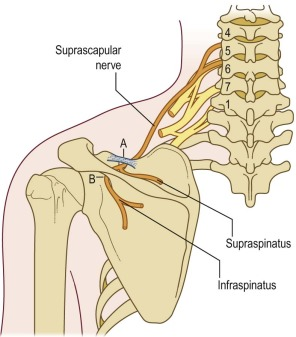 4
5
6
7
1
Suprascapular
nerve
A
B
Supraspinatus
Infraspinatus